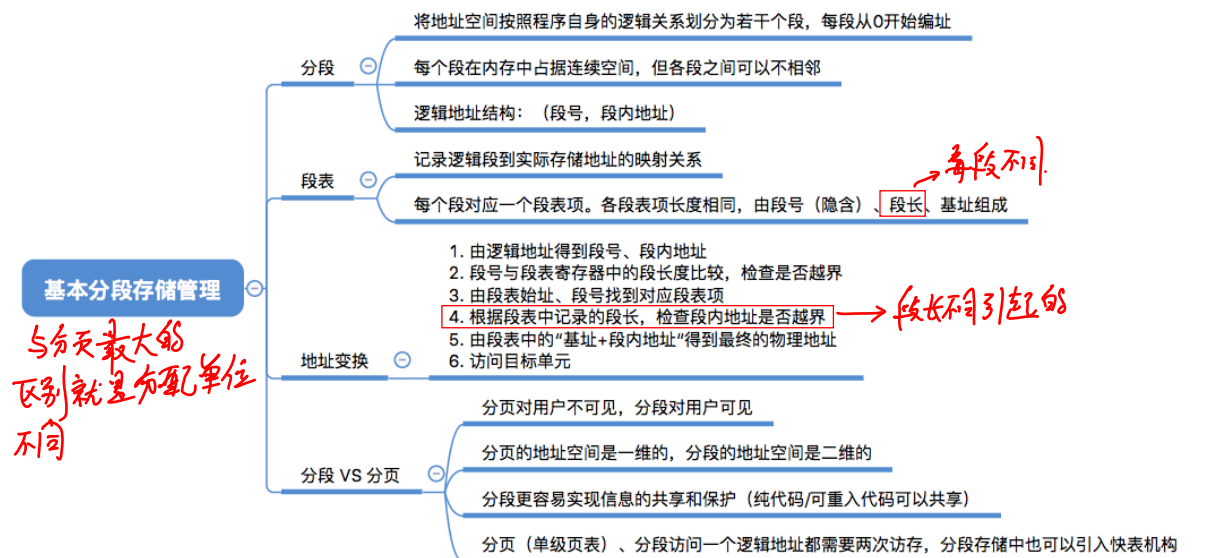 将地址空间按照程序自身的逻辑关系划分为若干个段，每段从0开始编址
分段
每个段在内存中占据连续空间，但各段之间可以不相邻
逻辑地址结构：（段号，段内地址）
记录逻辑段到实际存储地址的映射关系
每段不同
段表
每个段对应一个段表项。各段表项长度相同，由段号（隐含）、段长、基址组成
基本分段存储管理
与分页最大的
区别就是分配单位
不同
1. 由逻辑地址得到段号、段内地址
2. 段号与段表寄存器中的段长度比较，检查是否越界
3. 由段表始址、段号找到对应段表项
4. 根据段表中记录的段长，检查段内地址是否越界
段长不同引起的
5. 由段表中的“基址+段内地址”得到最终的物理地址
6. 访问目标单元
地址变换
分页对用户不可见，分段对用户可见
分页的地址空间是一维的，分段的地址空间是二维的
分段 VS 分页
分段更容易实现信息的共享和保护（纯代码/可重入代码可以共享）
分页（单级页表）、分段访问一个逻辑地址都需要两次访存，分段存储中也可以引入快表机构